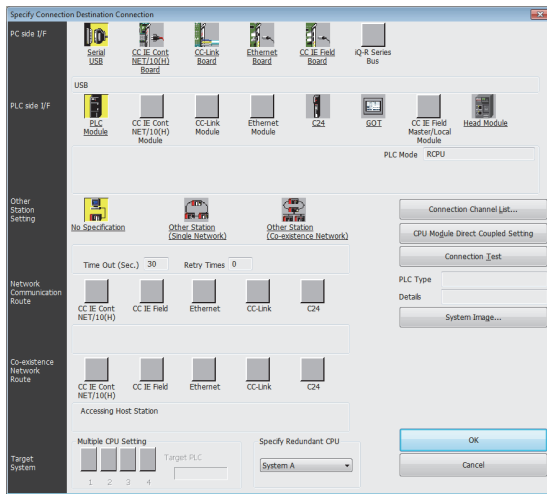 Specify Connection Destination Connection
PC side I/F
Serial
USB
CC IE Cont
NET/10(H)
Board
CC-Link
Board
Ethernet
Board
CC IE Field
Board
iQ-R Series
Bus
USB
PLC side I/F
PLC
Module
CC IE Cont
NET/10(H)
Module
CC-Link
Module
Ethernet
Module
C24
GOT
CC IE Field
Master/Local
Module
Head Module
PLC Mode RCPU
Other
Station
Setting
No Specification
Other Station
(Single Network)
Other Station
(Co-existence Network)
Connection Channel List...
CPU Module Direct Coupled Setting
Time Out (Sec.) 30 Retry Times 0
Connection Test
Network
Communication
Route
CC IE Cont
NET/10(H)
CC IE Field
Ethernet
CC-Link
C24
PLC Type
Details
System Image...
Co-existence
Network
Route
CC IE Cont
NET/10(H)
CC IE Field
Ethernet
CC-Link
C24
Accessing Host Station
Target
System
Multiple CPU Setting
Target PLC
1 2 3 4
Specify Redundant CPU
System A
OK
Cancel